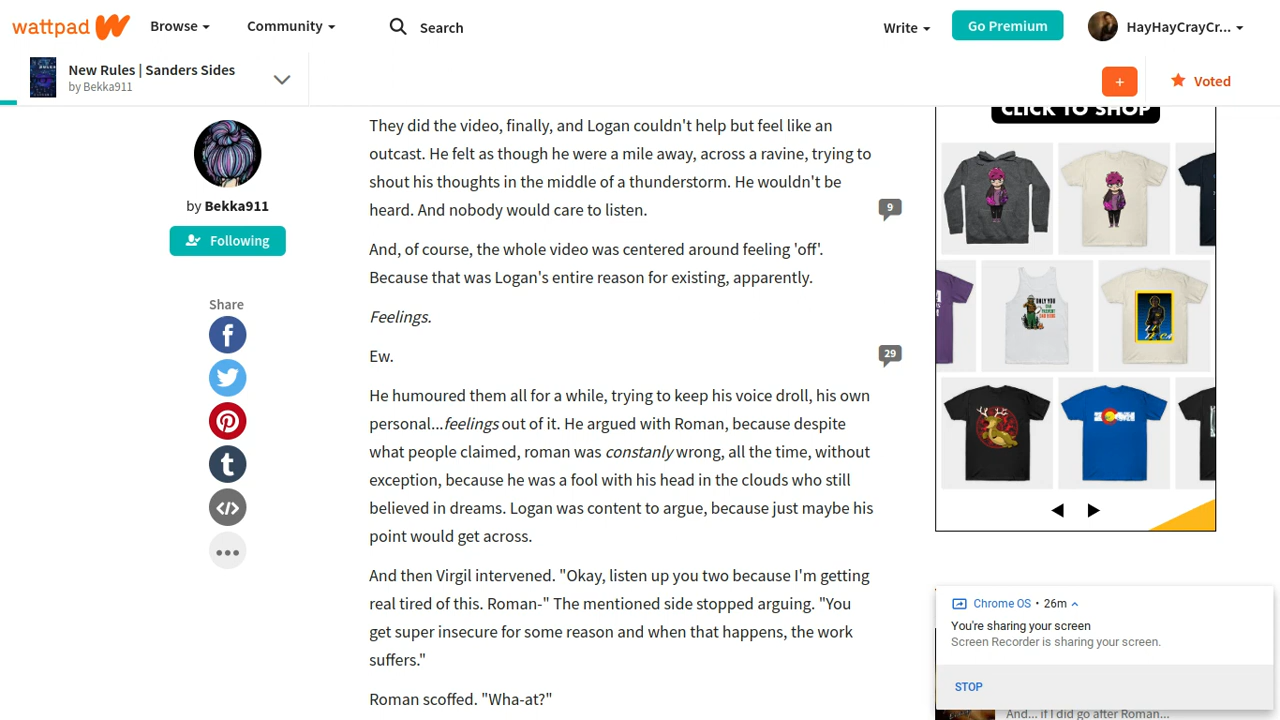 wattpad
Browse
Community
Search
Write
Go Premium
HayHayCrayCr...
New Rules | Sanders Sides
by Bekka911
+
Voted
by Bekka911
Following
Share
They did the video, finally, and Logan couldn't help but feel like an
outcast. He felt as though he were a mile away, across a ravine, trying to
shout his thoughts in the middle of a thunderstorm. He wouldn't be
heard. And nobody would care to listen.
9
And, of course, the whole video was centered around feeling 'off'.
Because that was Logan's entire reason for existing, apparently.
Feelings.
Ew.
29
He humoured them all for a while, trying to keep his voice droll, his own
personal...feelings out of it. He argued with Roman, because despite
what people claimed, roman was constanly wrong, all the time, without
exception, because he was a fool with his head in the clouds who still
believed in dreams. Logan was content to argue, because just maybe his
point would get across.
And then Virgil intervened. "Okay, listen up you two because I'm getting
real tired of this. Roman-" The mentioned side stopped arguing. "You
get super insecure for some reason and when that happens, the work
suffers."
Roman scoffed. "Wha-at?"
CLICK TO SHOP
ONLY YOU
Chrome OS • 26m
You're sharing your screen
Screen Recorder is sharing your screen.
STOP
And... if I did go after Roman...